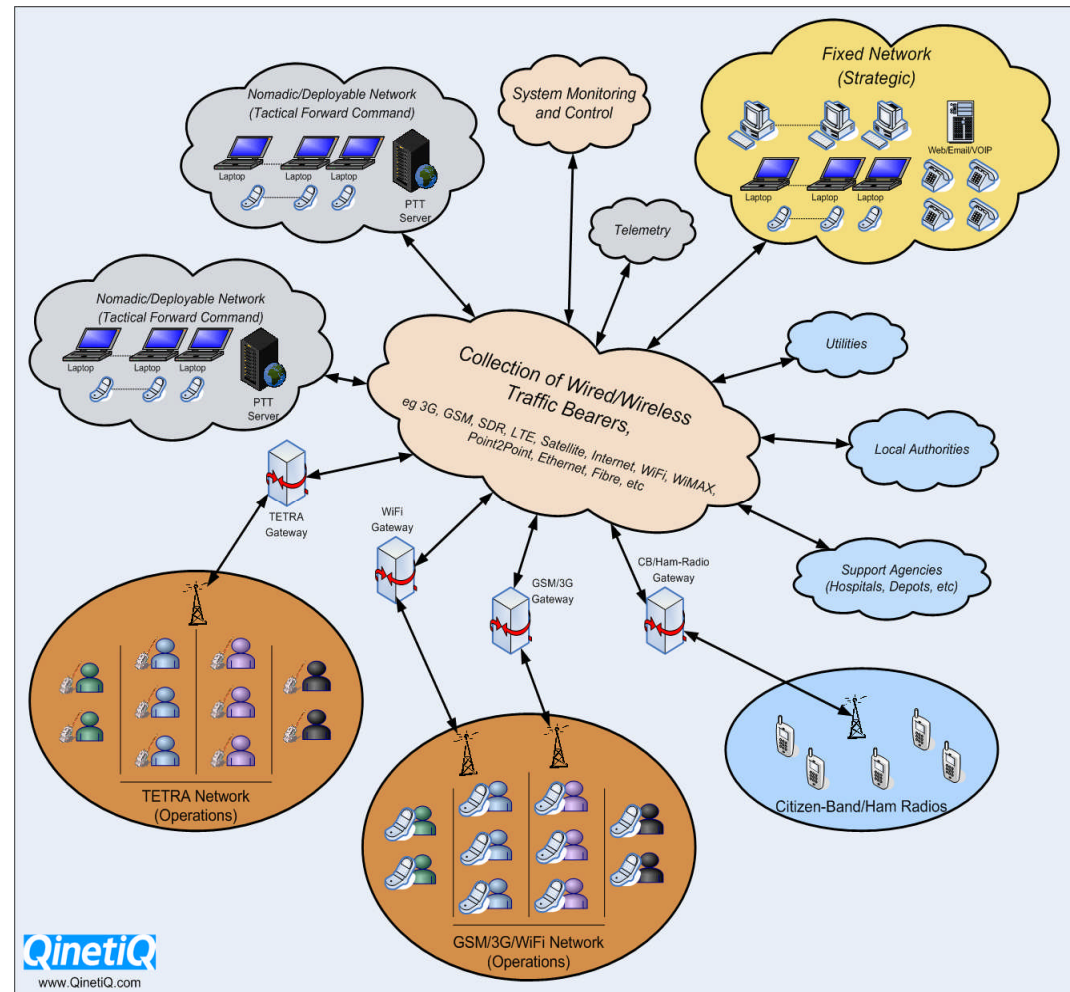 Nomadic/Deployable Network
(Tactical Forward Command)
Laptop
Laptop
Laptop
PTT
Server
System Monitoring
and Control
Fixed Network
(Strategic)
Web/Email/VOIP
Laptop
Laptop
Laptop
Telemetry
Nomadic/Deployable Network
(Tactical Forward Command)
Laptop
Laptop
Laptop
PTT
Server
Collection of Wired/Wireless
Traffic Bearers,
eg 3G, GSM, SDR, LTE, Satellite, Internet, WiFi, WiMAX,
Point2Point, Ethernet, Fibre, etc
Utilities
Local Authorities
Support Agencies
(Hospitals, Depots, etc)
TETRA
Gateway
WiFi
Gateway
GSM/3G
Gateway
CB/Ham-Radio
Gateway
TETRA Network
(Operations)
GSM/3G/WiFi Network
(Operations)
Citizen-Band/Ham Radios
QinetiQ
www.QinetiQ.com